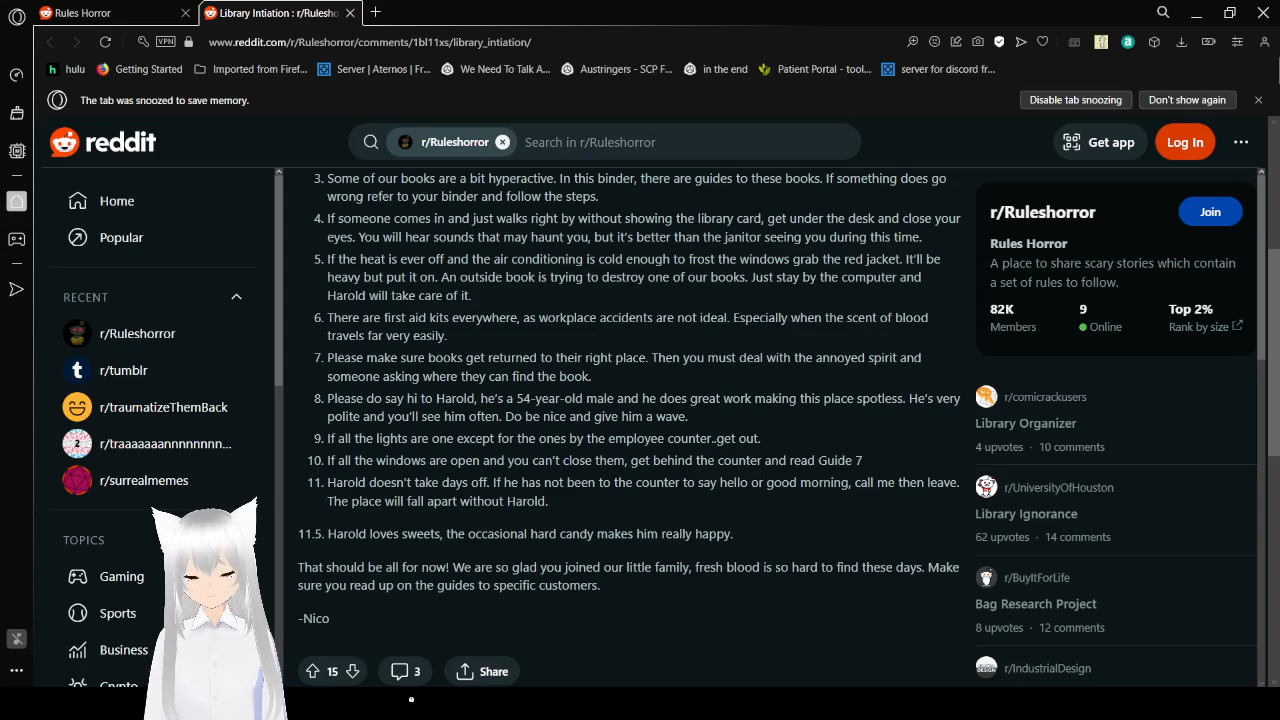 Rules Horror
Library Intiation : r/Rulesho
VPN
www.reddit.com/r/Ruleshorror/comments/1bl11xs/library_intiation/
hulu
Getting Started
Imported from Firef...
Server | Aternos | Fr...
We Need To Talk A...
Austringers - SCP F...
in the end
Patient Portal - tool...
server for discord fr...
The tab was snoozed to save memory.
Disable tab snoozing
Don't show again
reddit
r/Ruleshorror
Search in r/Ruleshorror
Get app
Log In
Home
Popular
RECENT
r/Ruleshorror
r/tumblr
r/traumatizeThemBack
r/traaaaaaannnnnnnn...
r/surrealmemes
TOPICS
Gaming
Sports
Business
3. Some of our books are a bit hyperactive. In this binder, there are guides to these books. If something does go
wrong refer to your binder and follow the steps.
4. If someone comes in and just walks right by without showing the library card, get under the desk and close your
eyes. You will hear sounds that may haunt you, but it's better than the janitor seeing you during this time.
5. If the heat is ever off and the air conditioning is cold enough to frost the windows grab the red jacket. It'll be
heavy but put it on. An outside book is trying to destroy one of our books. Just stay by the computer and
Harold will take care of it.
6. There are first aid kits everywhere, as workplace accidents are not ideal. Especially when the scent of blood
travels far very easily.
7. Please make sure books get returned to their right place. Then you must deal with the annoyed spirit and
someone asking where they can find the book.
8. Please do say hi to Harold, he's a 54-year-old male and he does great work making this place spotless. He's very
polite and you'll see him often. Do be nice and give him a wave.
9. If all the lights are one except for the ones by the employee counter..get out.
10. If all the windows are open and you can't close them, get behind the counter and read Guide 7
11. Harold doesn't take days off. If he has not been to the counter to say hello or good morning, call me then leave.
The place will fall apart without Harold.
11.5. Harold loves sweets, the occasional hard candy makes him really happy.
That should be all for now! We are so glad you joined our little family, fresh blood is so hard to find these days. Make
sure you read up on the guides to specific customers.
-Nico
15
3
Share
r/Ruleshorror
Join
Rules Horror
A place to share scary stories which contain
a set of rules to follow.
82K
9
Top 2%
Members
Online
Rank by size
r/comicrackusers
Library Organizer
4 upvotes · 10 comments
r/UniversityOfHouston
Library Ignorance
62 upvotes · 14 comments
r/BuyItForLife
Bag Research Project
8 upvotes · 12 comments
r/IndustrialDesign